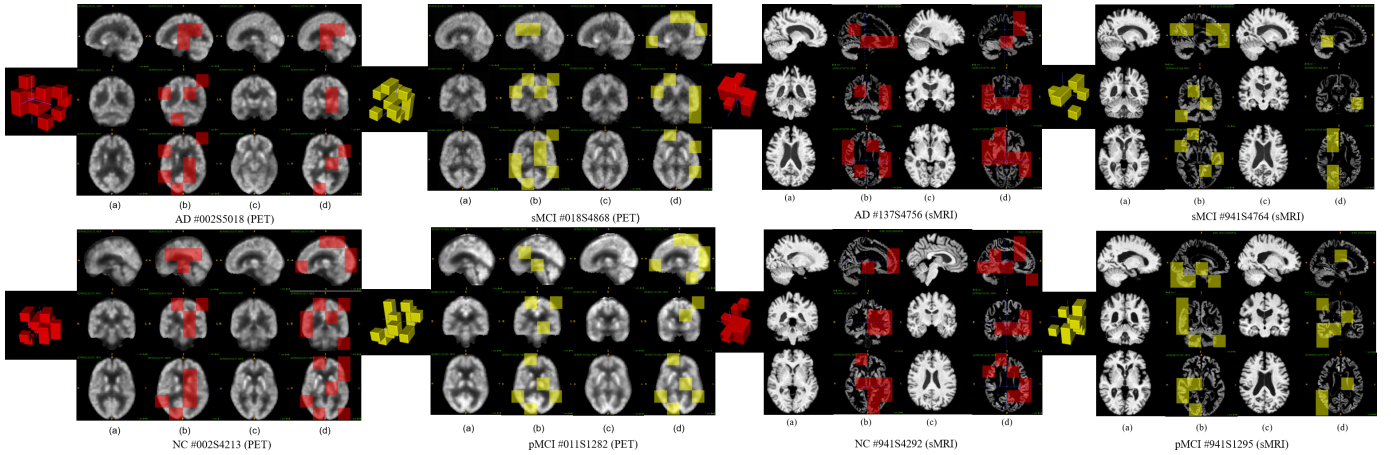 (a) (b) (c) (d) (a) (b) (c) (d) (a) (b) (c) (d) (a) (b) (c) (d)
AD #002S5018 (PET) sMCI #018S4868 (PET) AD #137S4756 (sMRI) sMCI #941S4764 (sMRI)
(a) (b) (c) (d) (a) (b) (c) (d) (a) (b) (c) (d) (a) (b) (c) (d)
NC #002S4213 (PET) pMCI #011S1282 (PET) NC #941S4292 (sMRI) pMCI #941S1295 (sMRI)